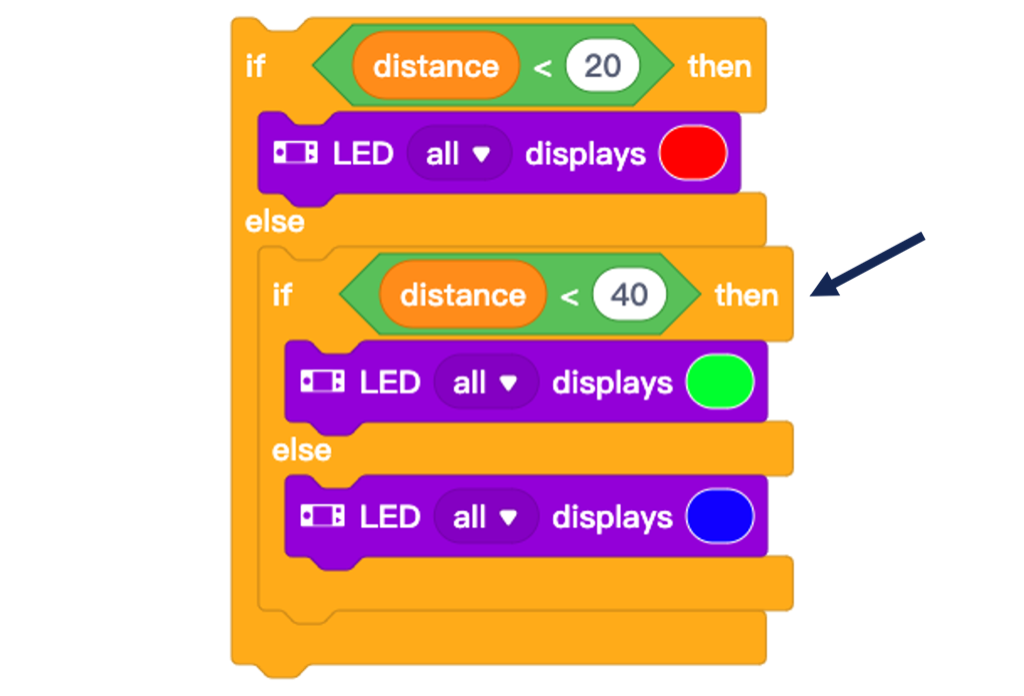 if distance < 20 then
LED all ▼ displays
else
if distance < 40 then
LED all ▼ displays
else
LED all ▼ displays